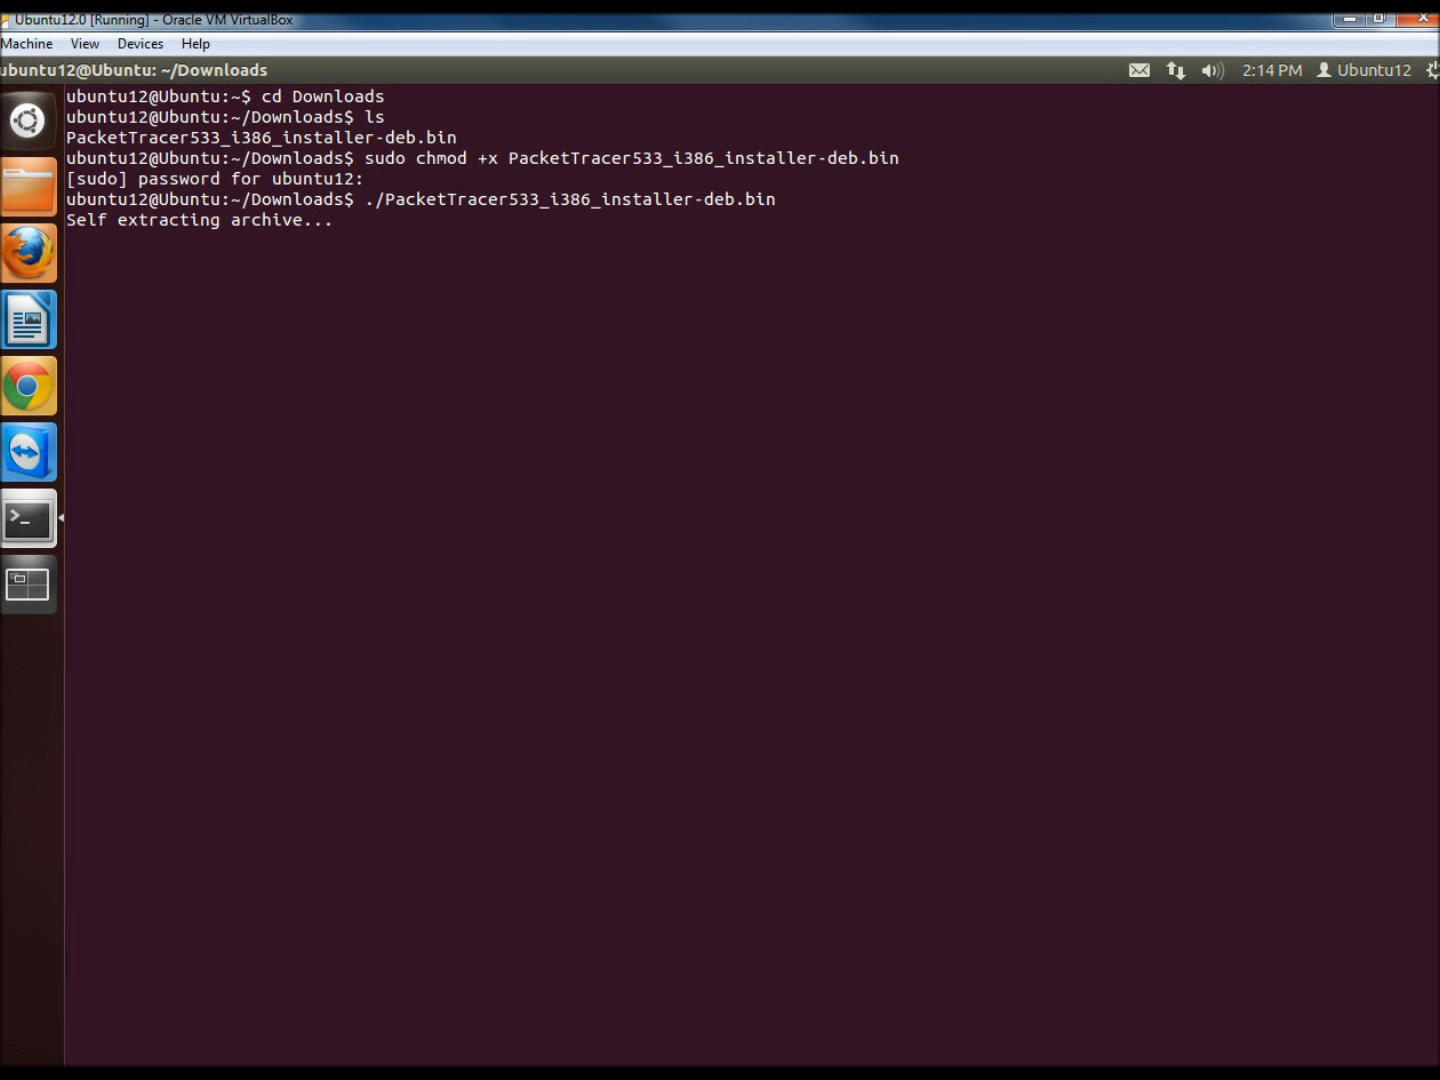 Ubuntu12.0 [Running] - Oracle VM VirtualBox
Machine View Devices Help
ubuntu12@Ubuntu: ~/Downloads
2:14 PM Ubuntu12
ubuntu12@Ubuntu:~$ cd Downloads
ubuntu12@Ubuntu:~/Downloads$ ls
PacketTracer533_i386_installer-deb.bin
ubuntu12@Ubuntu:~/Downloads$ sudo chmod +x PacketTracer533_i386_installer-deb.bin
[sudo] password for ubuntu12:
ubuntu12@Ubuntu:~/Downloads$ ./PacketTracer533_i386_installer-deb.bin
Self extracting archive...